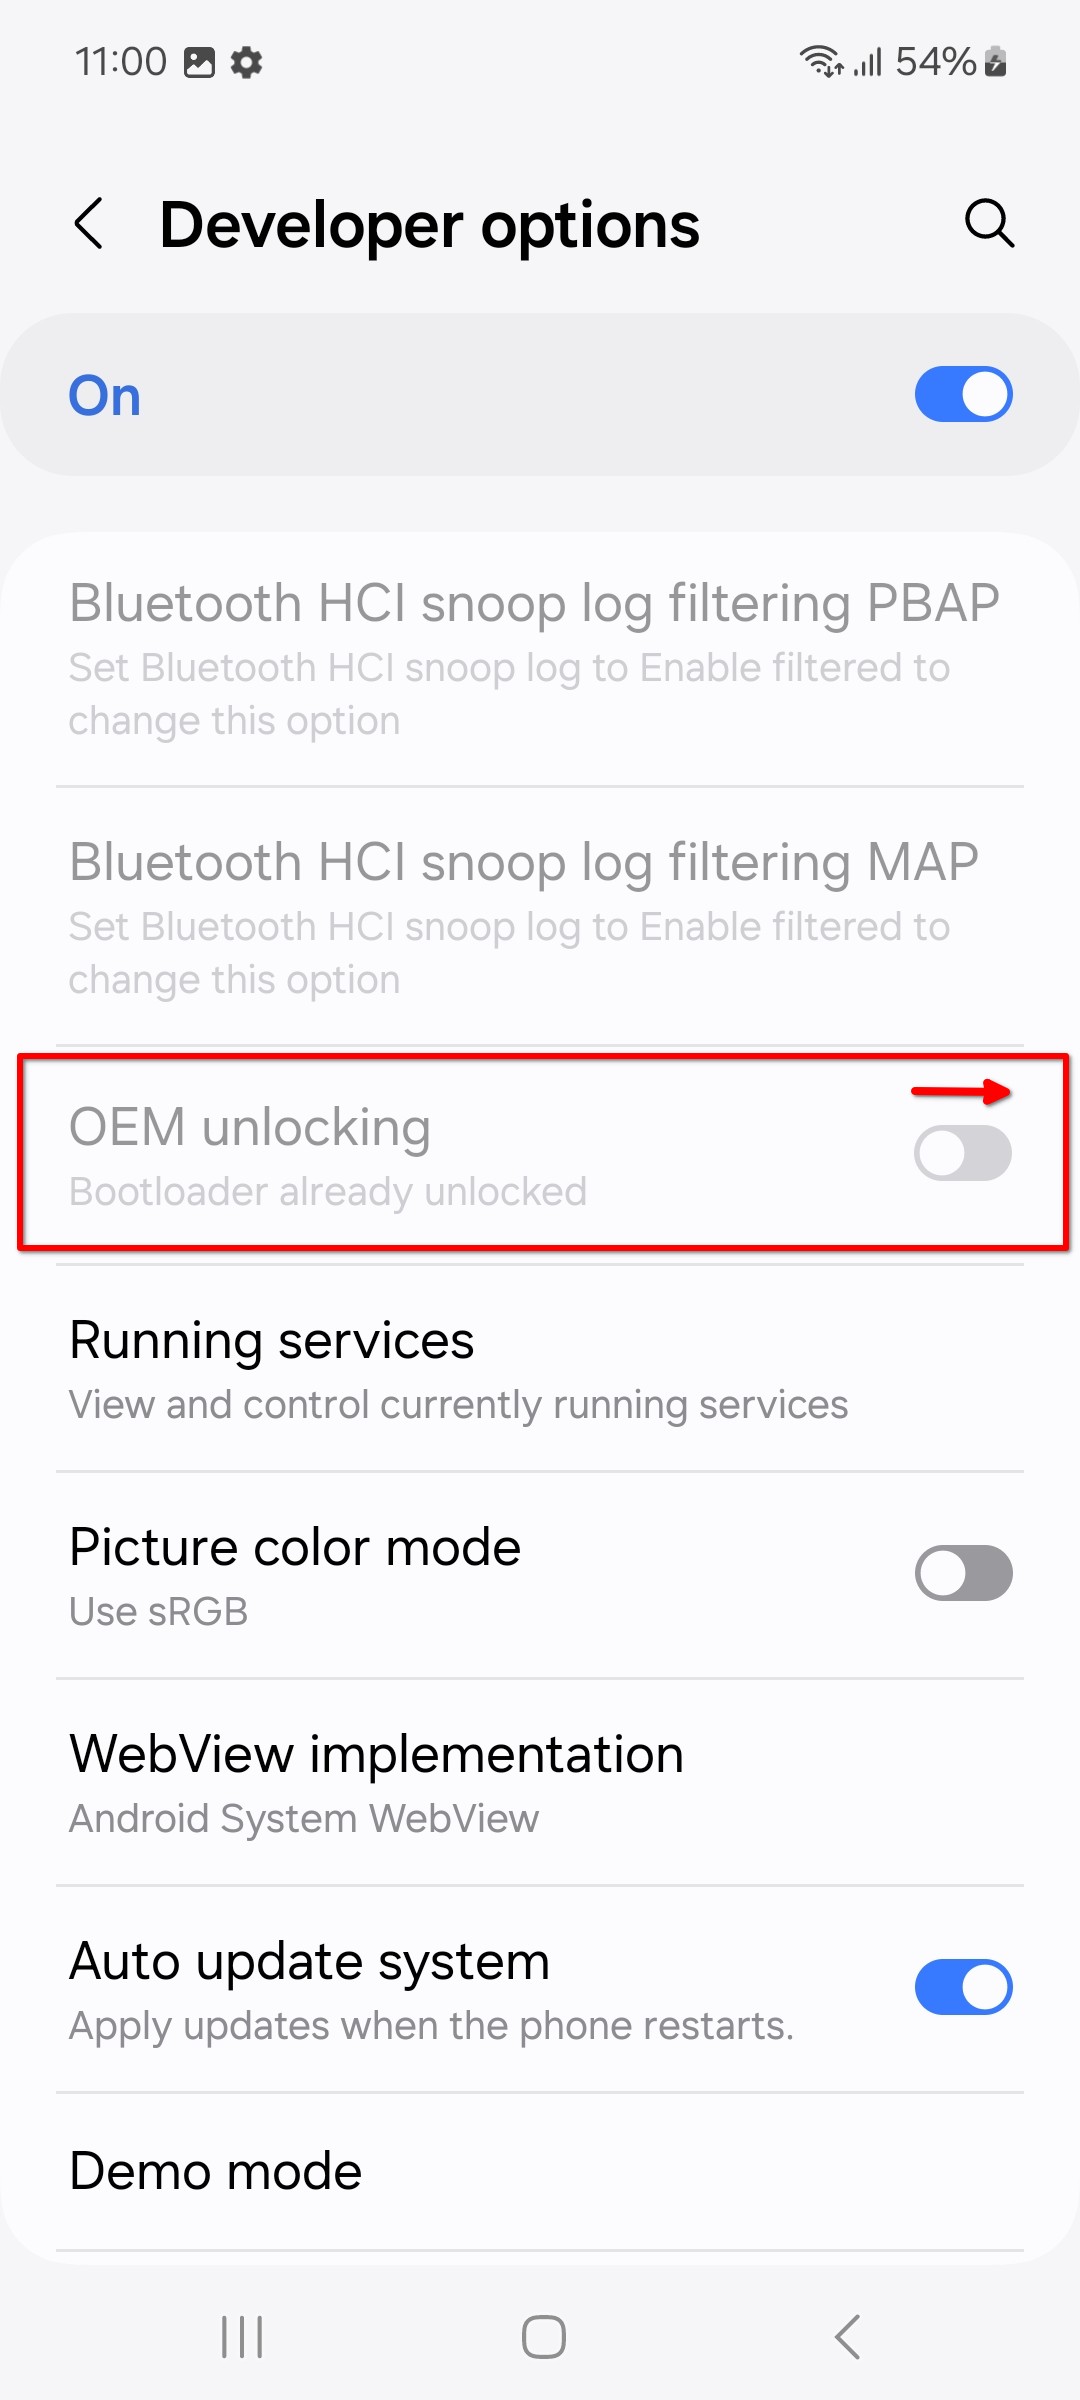 11:00 54%
Developer options
On
Bluetooth HCI snoop log filtering PBAP
Set Bluetooth HCI snoop log to Enable filtered to
change this option
Bluetooth HCI snoop log filtering MAP
Set Bluetooth HCI snoop log to Enable filtered to
change this option
OEM unlocking
Bootloader already unlocked
Running services
View and control currently running services
Picture color mode
Use sRGB
WebView implementation
Android System WebView
Auto update system
Apply updates when the phone restarts.
Demo mode